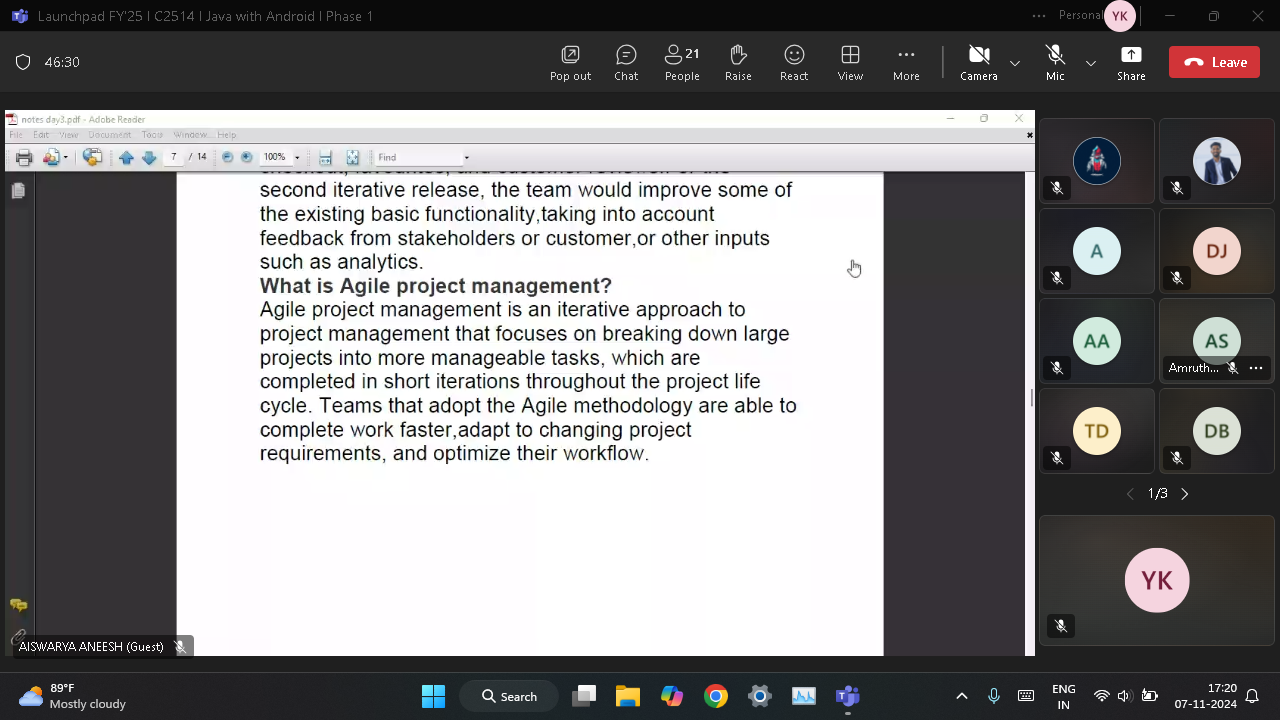 Launchpad FY'25 | C2514 | Java with Android | Phase 1
Personal
YK
46:30
Pop out
Chat
21
People
Raise
React
View
More
Camera
Mic
Share
Leave
notes day3.pdf - Adobe Reader
File Edit View Document Tools Window Help
7 / 14
100%
Find
second iterative release, the team would improve some of
the existing basic functionality,taking into account
feedback from stakeholders or customer,or other inputs
such as analytics.
What is Agile project management?
Agile project management is an iterative approach to
project management that focuses on breaking down large
projects into more manageable tasks, which are
completed in short iterations throughout the project life
cycle. Teams that adopt the Agile methodology are able to
complete work faster,adapt to changing project
requirements, and optimize their workflow.
AISWARYA ANEESH (Guest)
A
DJ
AA
AS
Amruth...
TD
DB
1/3
YK
89°F
Mostly cloudy
Search
ENG
IN
17:20
07-11-2024